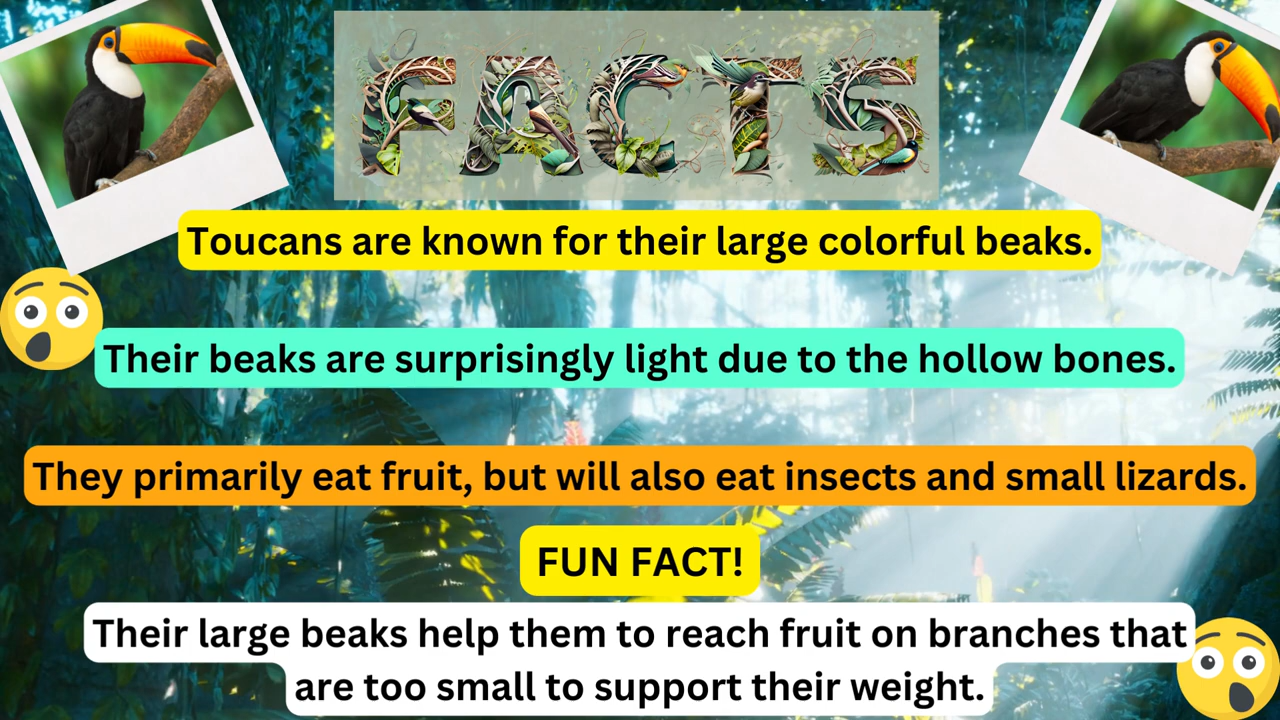 FACTS
Toucans are known for their large colorful beaks.
Their beaks are surprisingly light due to the hollow bones.
They primarily eat fruit, but will also eat insects and small lizards.
FUN FACT!
Their large beaks help them to reach fruit on branches that
are too small to support their weight.